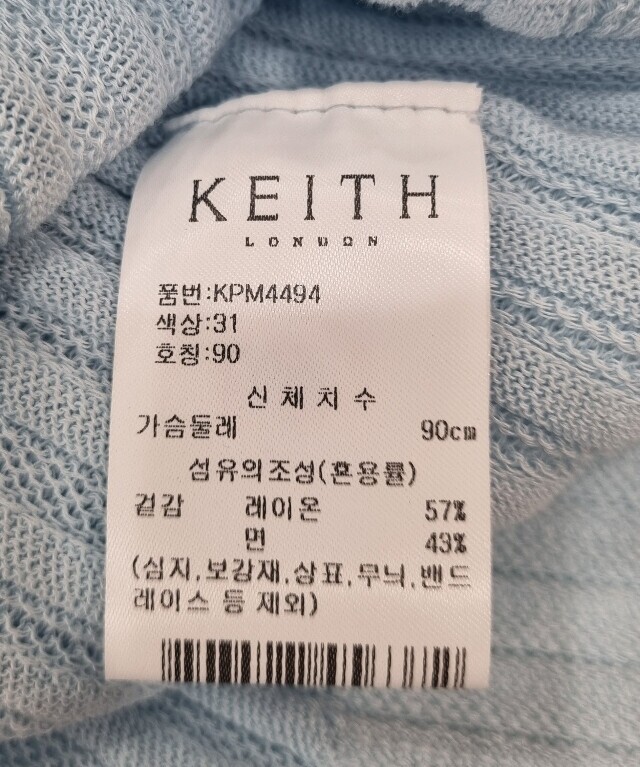 KEITH
LONDON
품번:KPM4494
색상:31
호칭:90
신체치수
가슴둘레 90cm
섬유의조성(혼용률)
겉감 레이온 57%
면 43%
(심지,보강재,상표,무늬,밴드
레이스 등 제외)